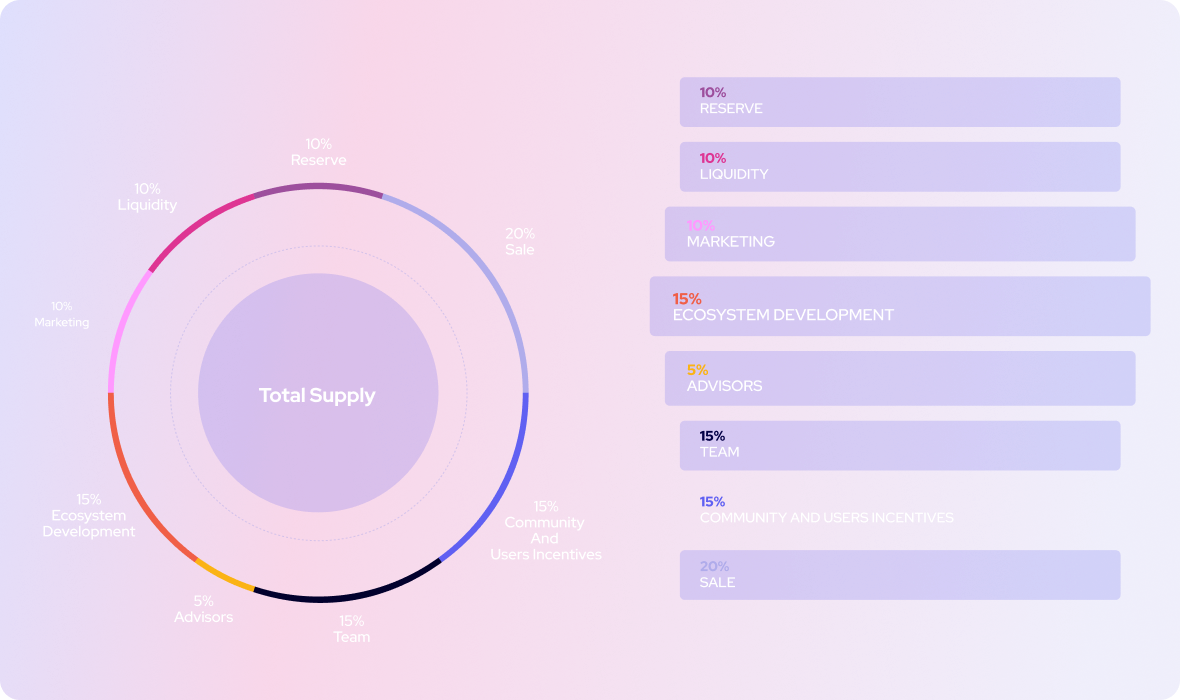 10%
Reserve
10%
Liquidity
20%
Sale
10%
Marketing
Total Supply
15%
Ecosystem
Development
15%
Community
And
Users Incentives
5%
Advisors
15%
Team
10%
RESERVE
10%
LIQUIDITY
10%
MARKETING
15%
ECOSYSTEM DEVELOPMENT
5%
ADVISORS
15%
TEAM
15%
COMMUNITY AND USERS INCENTIVES
20%
SALE